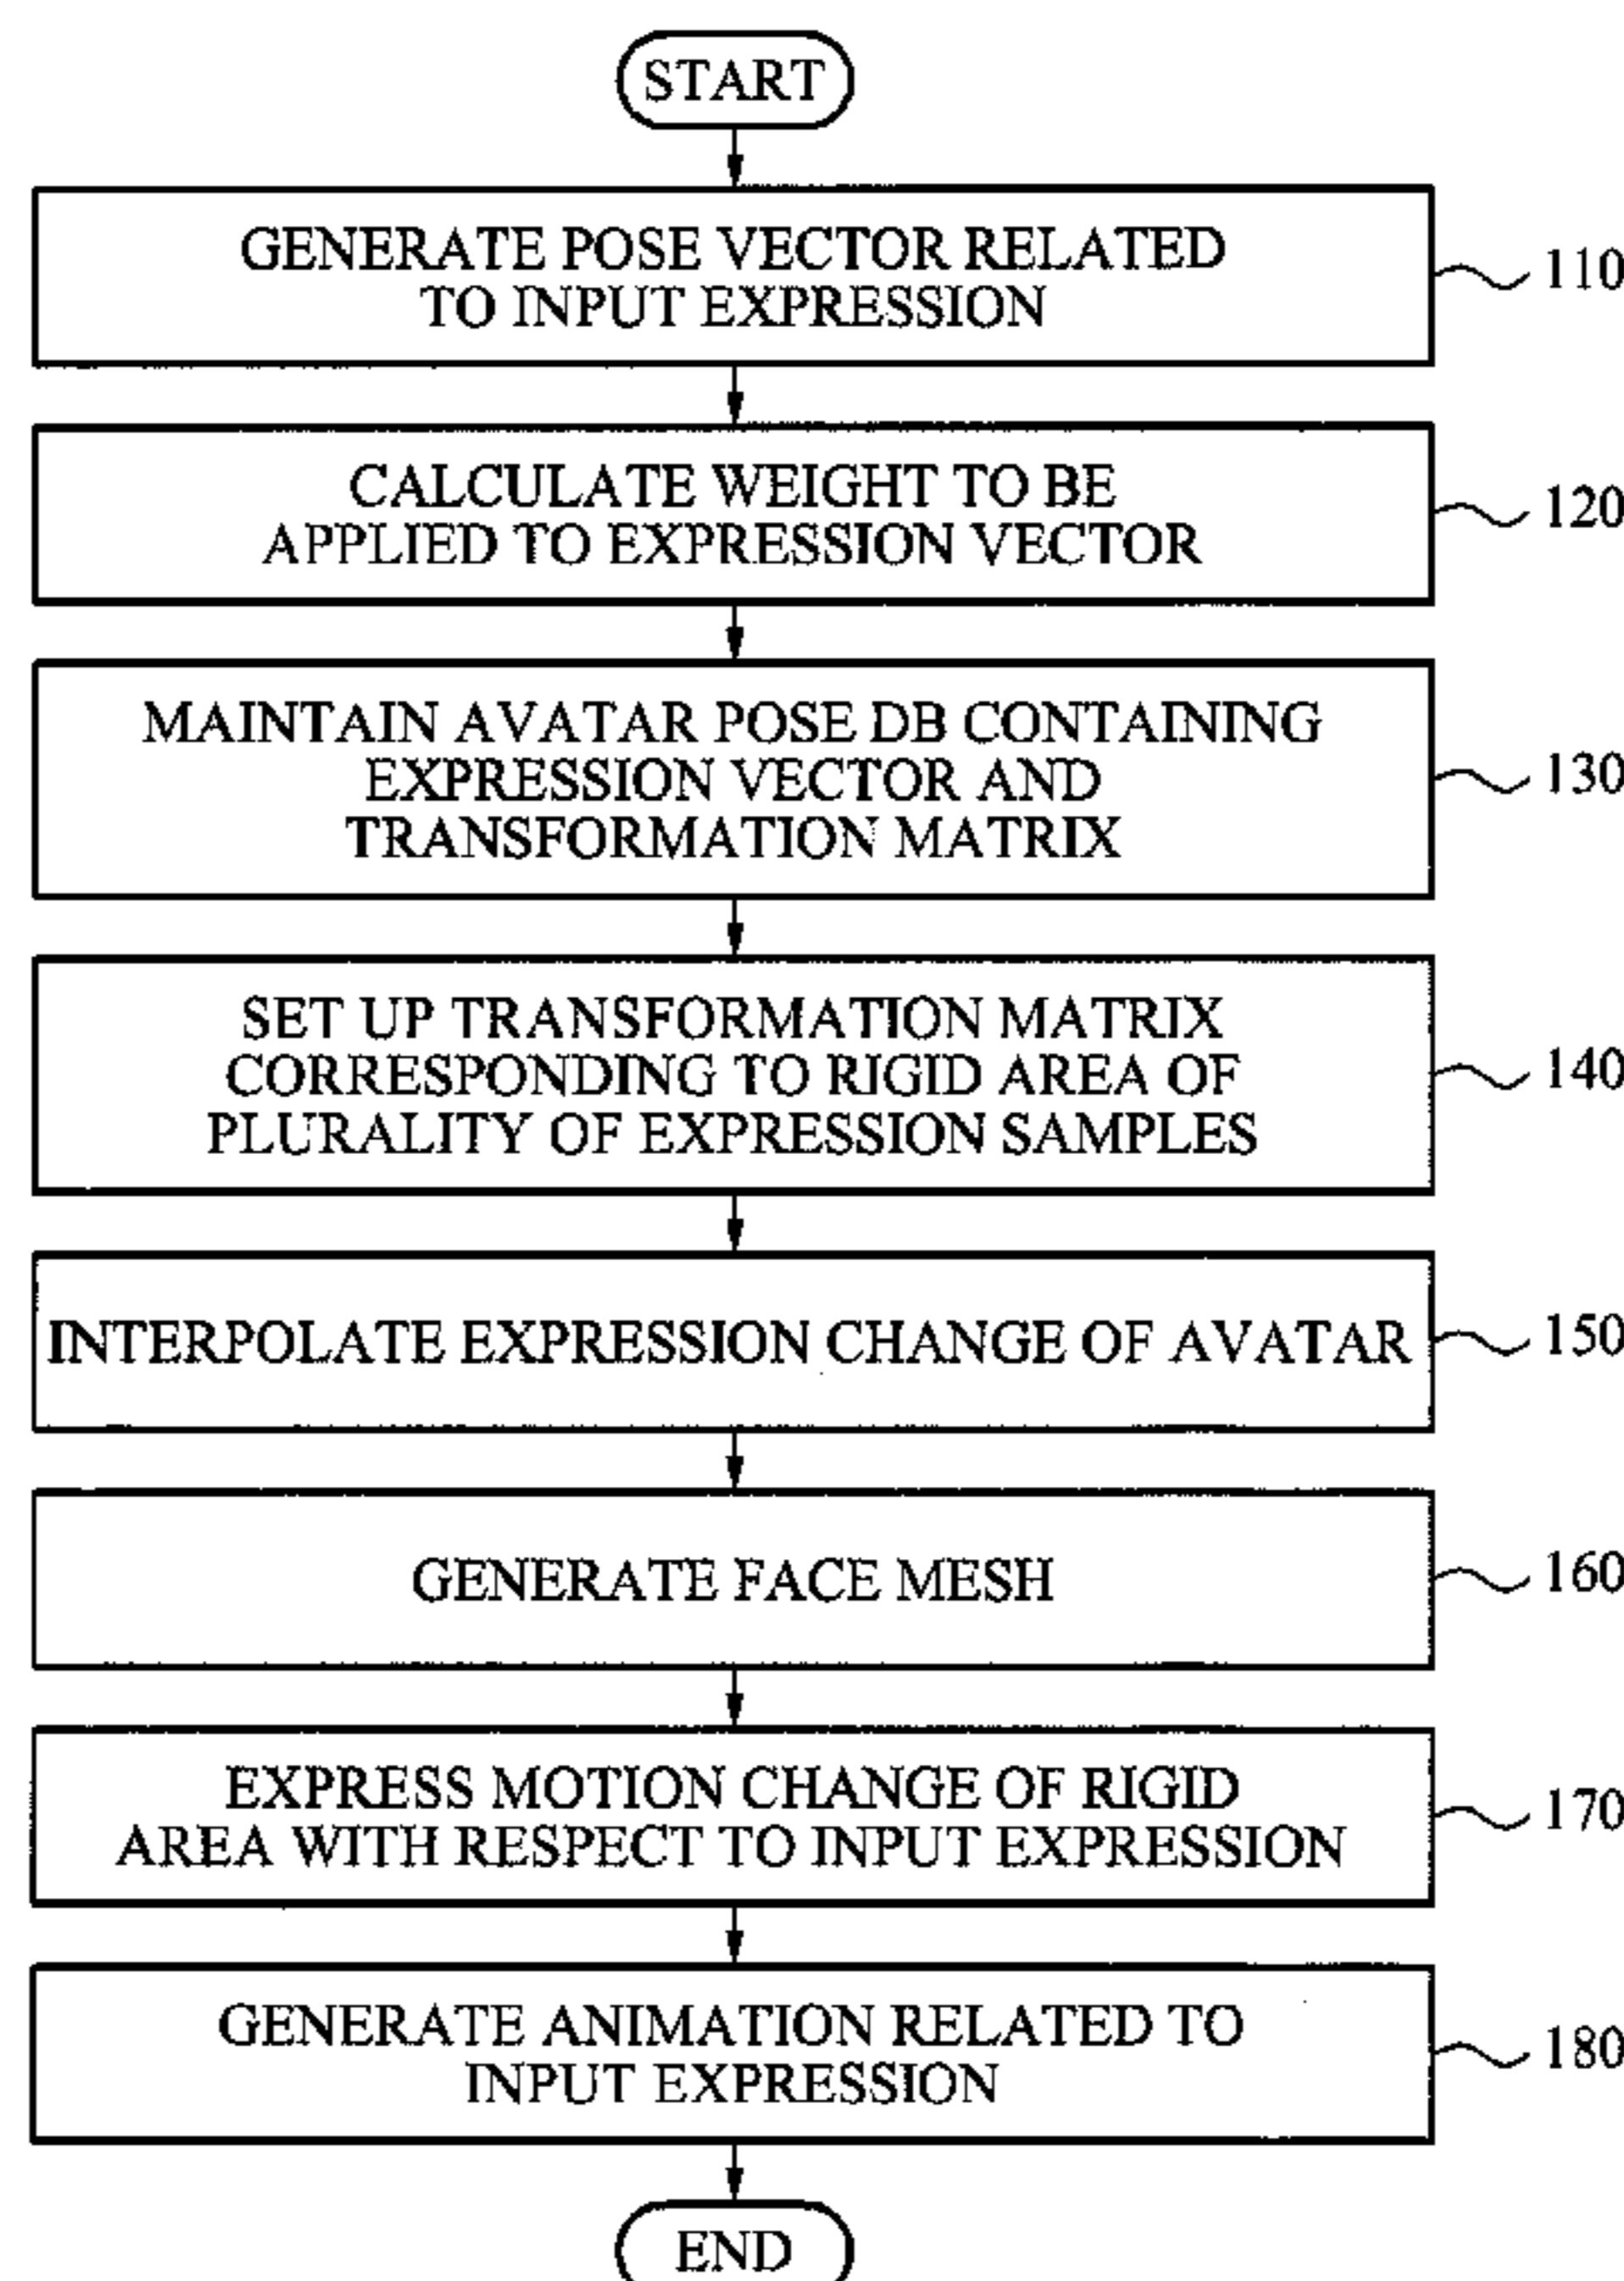 START
GENERATE POSE VECTOR RELATED
TO INPUT EXPRESSION
110
CALCULATE WEIGHT TO BE
APPLIED TO EXPRESSION VECTOR
120
MAINTAIN AVATAR POSE DB CONTAINING
EXPRESSION VECTOR AND
TRANSFORMATION MATRIX
130
SET UP TRANSFORMATION MATRIX
CORRESPONDING TO RIGID AREA OF
PLURALITY OF EXPRESSION SAMPLES
140
INTERPOLATE EXPRESSION CHANGE OF AVATAR
150
GENERATE FACE MESH
160
EXPRESS MOTION CHANGE OF RIGID
AREA WITH RESPECT TO INPUT EXPRESSION
170
GENERATE ANIMATION RELATED TO
INPUT EXPRESSION
180
END